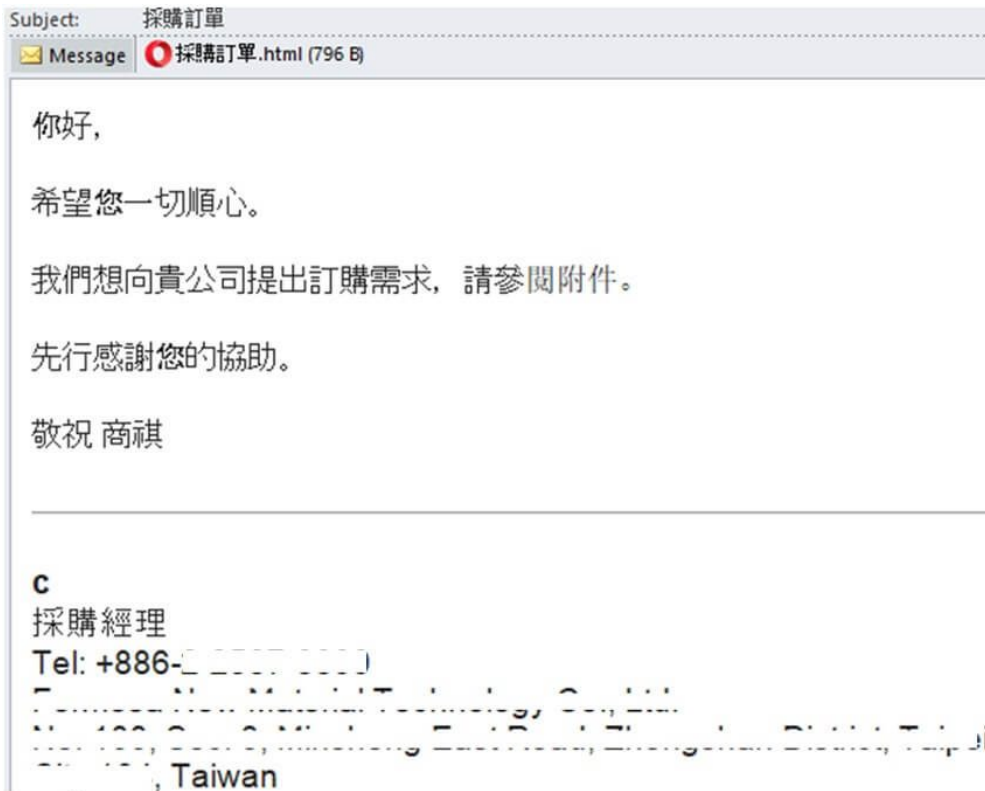 Subject: 採購訂單
Message 採購訂單.html (796 B)
你好,
希望您一切順心。
我們想向貴公司提出訂購需求, 請參閱附件。
先行感謝您的協助。
敬祝 商祺
c
採購經理
Tel: +886-
, Taiwan